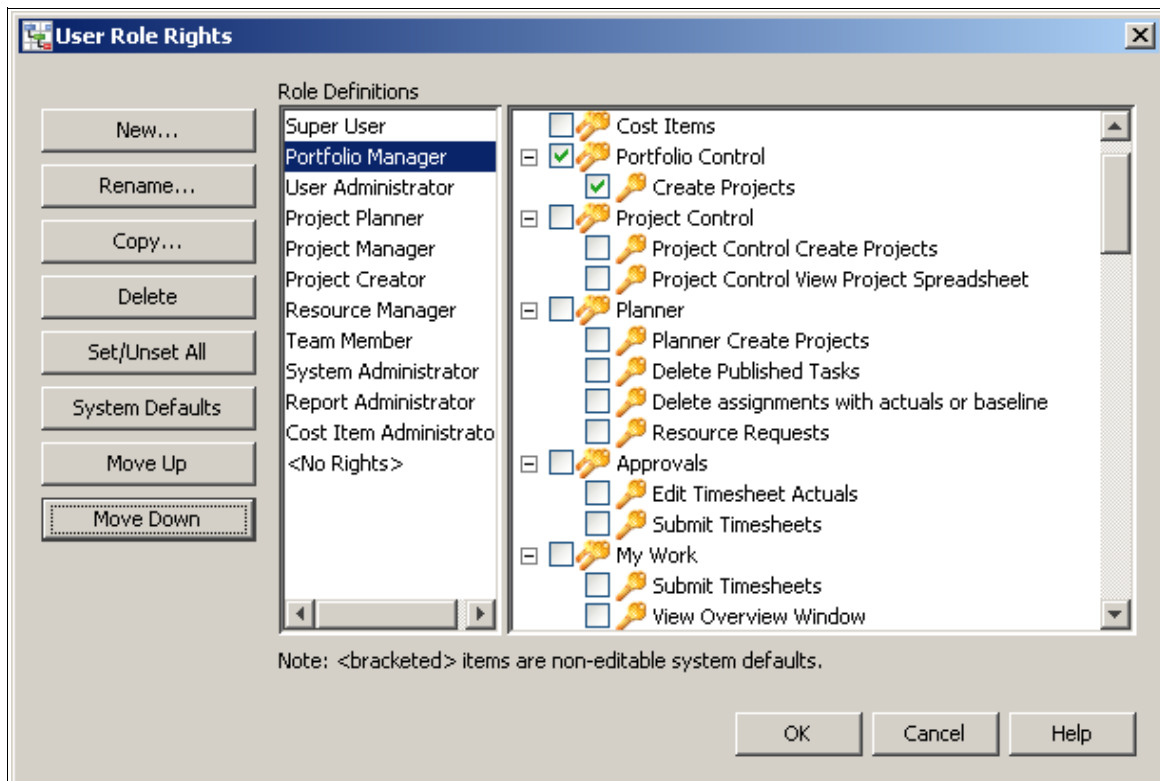 User Role Rights
Role Definitions
New...
Rename...
Copy...
Delete
Set/Unset All
System Defaults
Move Up
Move Down
Super User
Portfolio Manager
User Administrator
Project Planner
Project Manager
Project Creator
Resource Manager
Team Member
System Administrator
Report Administrator
Cost Item Administrato
<No Rights>
Cost Items
Portfolio Control
Create Projects
Project Control
Project Control Create Projects
Project Control View Project Spreadsheet
Planner
Planner Create Projects
Delete Published Tasks
Delete assignments with actuals or baseline
Resource Requests
Approvals
Edit Timesheet Actuals
Submit Timesheets
My Work
Submit Timesheets
View Overview Window
Note: <bracketed> items are non-editable system defaults.
OK
Cancel
Help